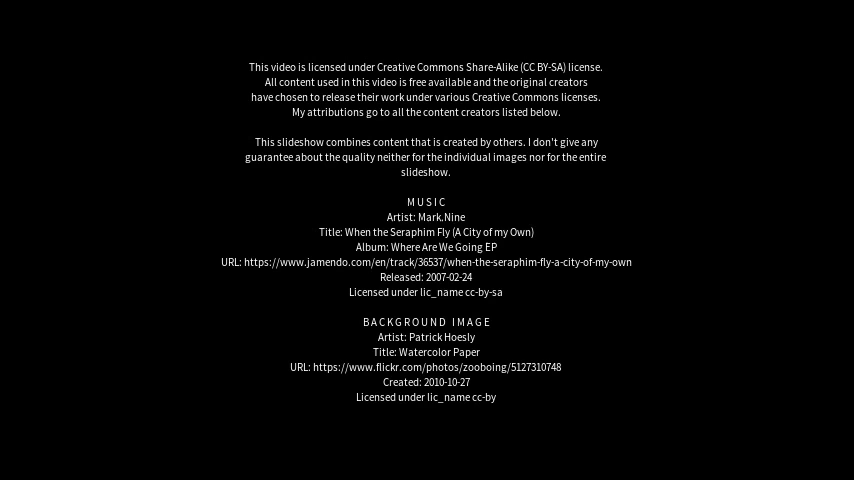 This video is licensed under Creative Commons Share-Alike (CC BY-SA) license.
All content used in this video is free available and the original creators
have chosen to release their work under various Creative Commons licenses.
My attributions go to all the content creators listed below.
This slideshow combines content that is created by others. I don't give any
guarantee about the quality neither for the individual images nor for the entire
slideshow.
MUSIC
Artist: Mark.Nine
Title: When the Seraphim Fly (A City of my Own)
Album: Where Are We Going EP
URL: https://www.jamendo.com/en/track/36537/when-the-seraphim-fly-a-city-of-my-own
Released: 2007-02-24
Licensed under lic_name cc-by-sa
BACKGROUND IMAGE
Artist: Patrick Hoesly
Title: Watercolor Paper
URL: https://www.flickr.com/photos/zooboing/5127310748
Created: 2010-10-27
Licensed under lic_name cc-by